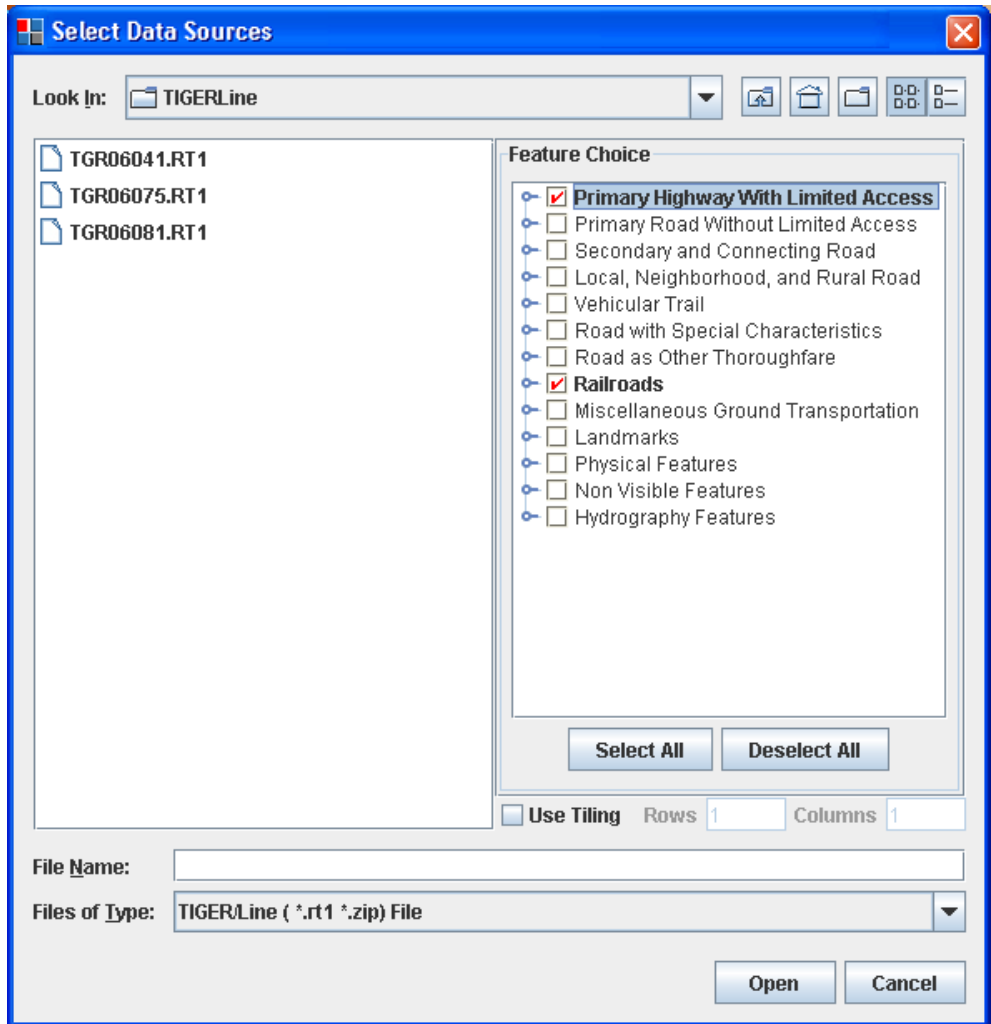 Select Data Sources
Look In: TIGERLine
TGR06041.RT1
TGR06075.RT1
TGR06081.RT1
Feature Choice
Primary Highway With Limited Access
Primary Road Without Limited Access
Secondary and Connecting Road
Local, Neighborhood, and Rural Road
Vehicular Trail
Road with Special Characteristics
Road as Other Thoroughfare
Railroads
Miscellaneous Ground Transportation
Landmarks
Physical Features
Non Visible Features
Hydrography Features
Select All Deselect All
Use Tiling Rows 1 Columns 1
File Name:
Files of Type: TIGER/Line ( *.rt1 *.zip) File
Open Cancel